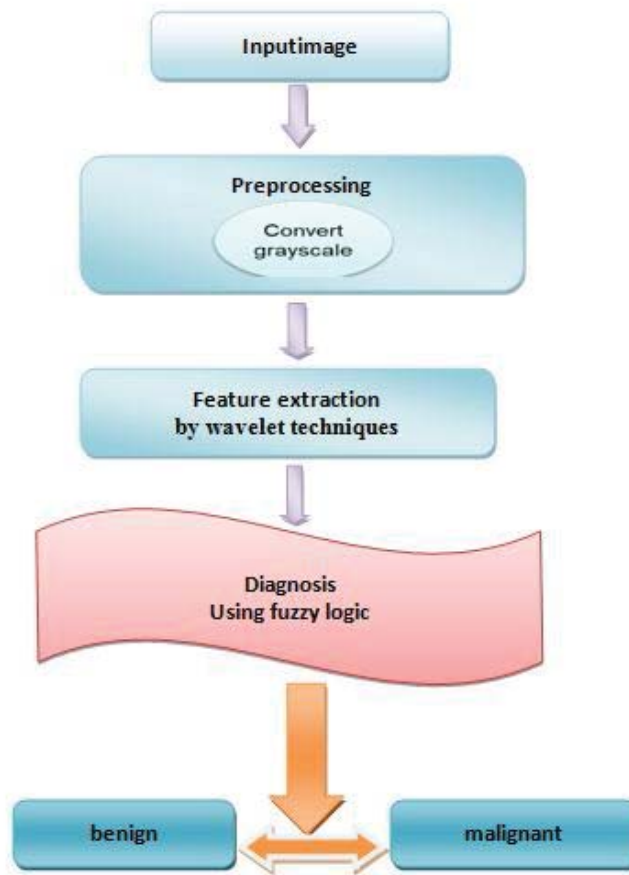 Inputimage
Preprocessing
Convert
grayscale
Feature extraction
by wavelet techniques
Diagnosis
Using fuzzy logic
benign
malignant